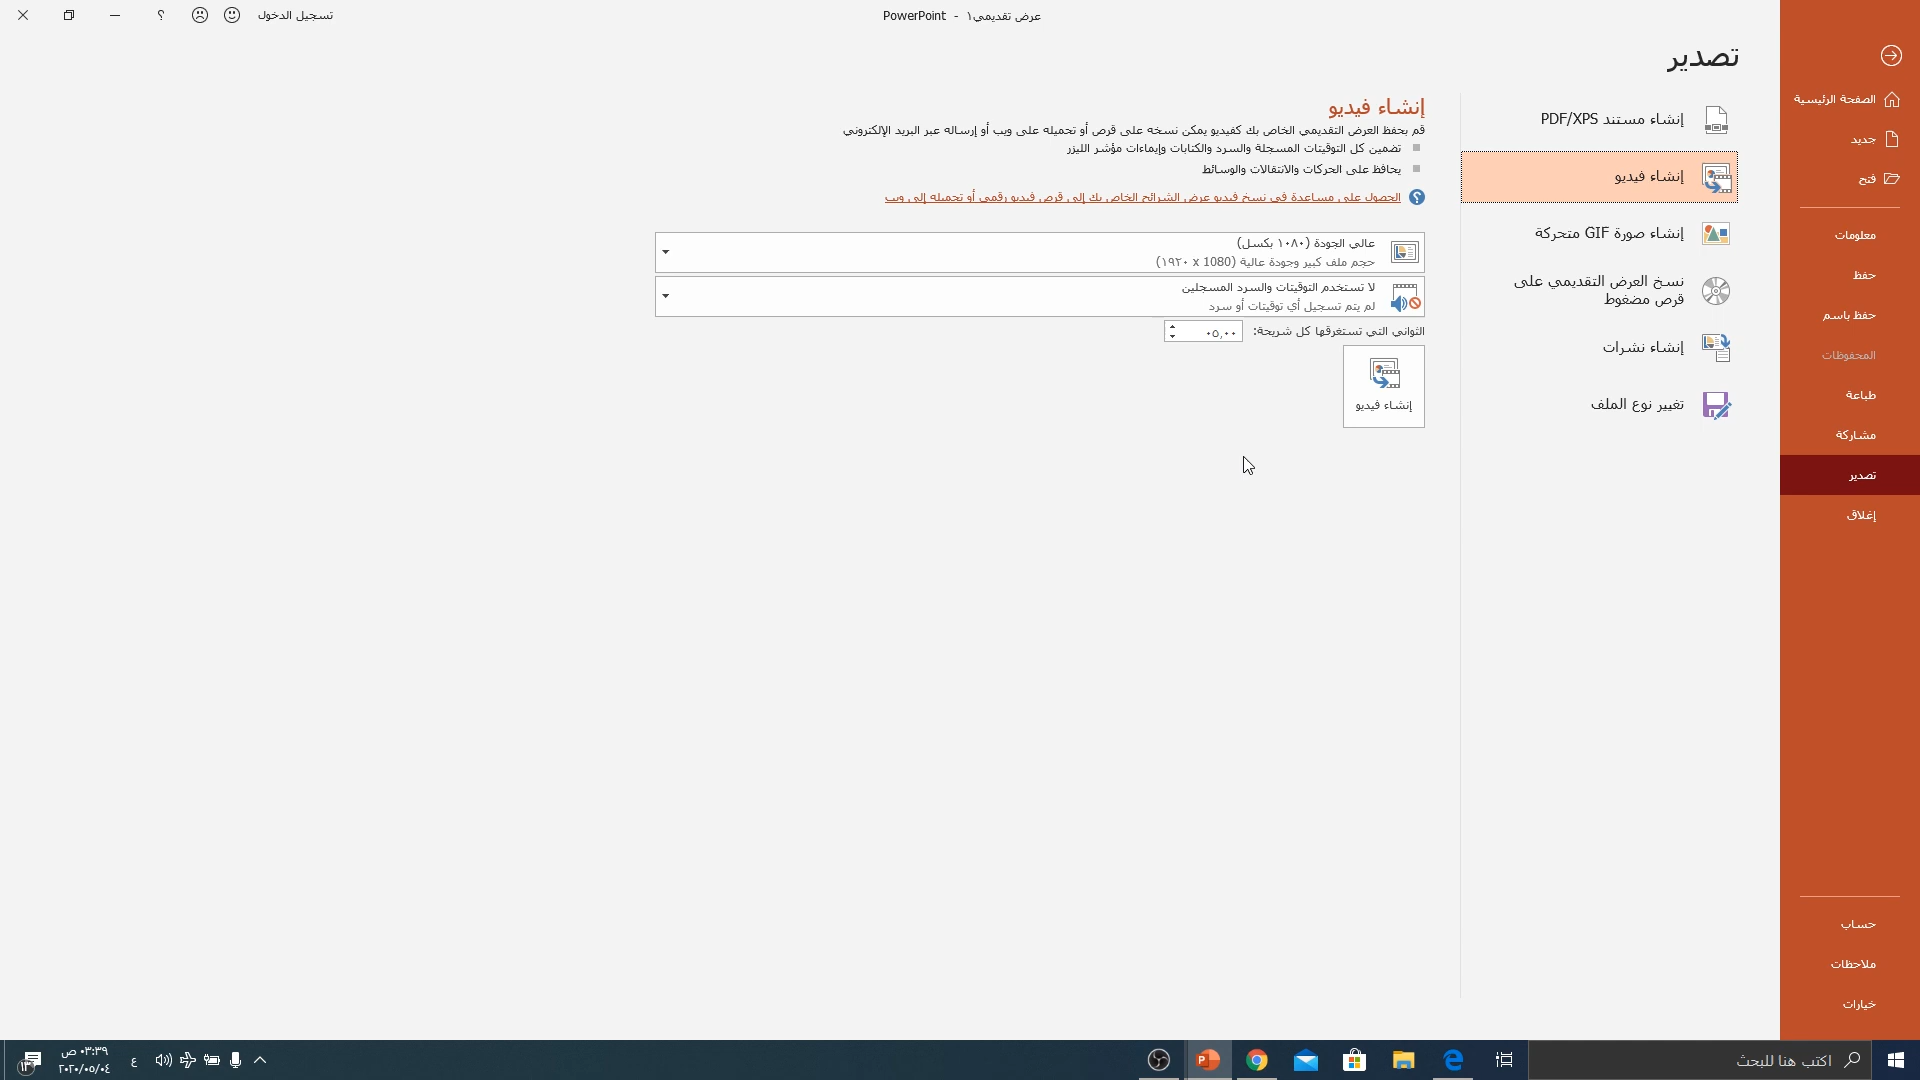 عرض تقديمي١ - PowerPoint
تسجيل الدخول
؟
الصفحة الرئيسية
جديد
فتح
معلومات
حفظ
حفظ باسم
المحفوظات
طباعة
مشاركة
تصدير
إغلاق
حساب
ملاحظات
خيارات
تصدير
إنشاء مستند PDF/XPS
إنشاء فيديو
إنشاء صورة GIF متحركة
نسخ العرض التقديمي على
قرص مضغوط
إنشاء نشرات
تغيير نوع الملف
إنشاء فيديو
قم بحفظ العرض التقديمي الخاص بك كفيديو يمكن نسخه على قرص أو تحميله على ويب أو إرساله عبر البريد الإلكتروني
تضمين كل التوقيتات المسجلة والسرد والكتابات وإيماءات مؤشر الليزر
يحافظ على الحركات والانتقالات والوسائط
الحصول على مساعدة في نسخ فيديو عرض الشرائح الخاص بك إلى قرص فيديو رقمي أو تحميله إلى ويب
عالي الجودة (١٠٨٠ بكسل)
حجم ملف كبير وجودة عالية (١٩٢٠ x 1080)
لا تستخدم التوقيتات والسرد المسجلين
لم يتم تسجيل أي توقيتات أو سرد
الثواني التي تستغرقها كل شريحة: ٠٥,٠٠
إنشاء فيديو
اكتب هنا للبحث
ع
٠٣:٣٩ ص
٢٠٢٠/٠٥/٠٤
١٣